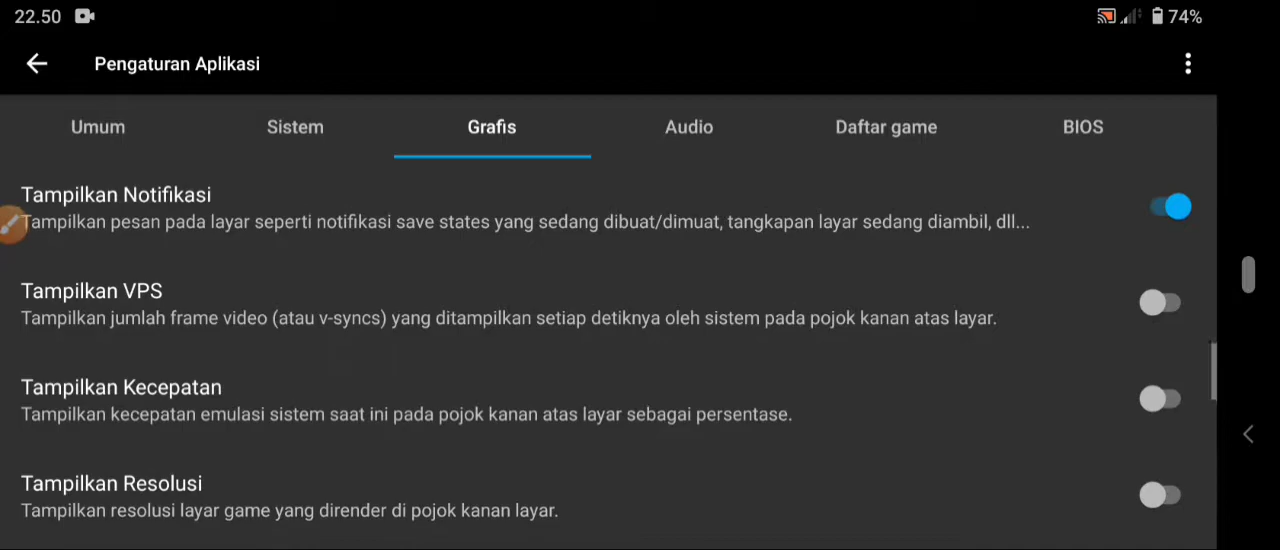 22.50 74%
Pengaturan Aplikasi
Umum Sistem Grafis Audio Daftar game BIOS
Tampilkan Notifikasi
Tampilkan pesan pada layar seperti notifikasi save states yang sedang dibuat/dimuat, tangkapan layar sedang diambil, dll...
Tampilkan VPS
Tampilkan jumlah frame video (atau v-syncs) yang ditampilkan setiap detiknya oleh sistem pada pojok kanan atas layar.
Tampilkan Kecepatan
Tampilkan kecepatan emulasi sistem saat ini pada pojok kanan atas layar sebagai persentase.
Tampilkan Resolusi
Tampilkan resolusi layar game yang dirender di pojok kanan layar.